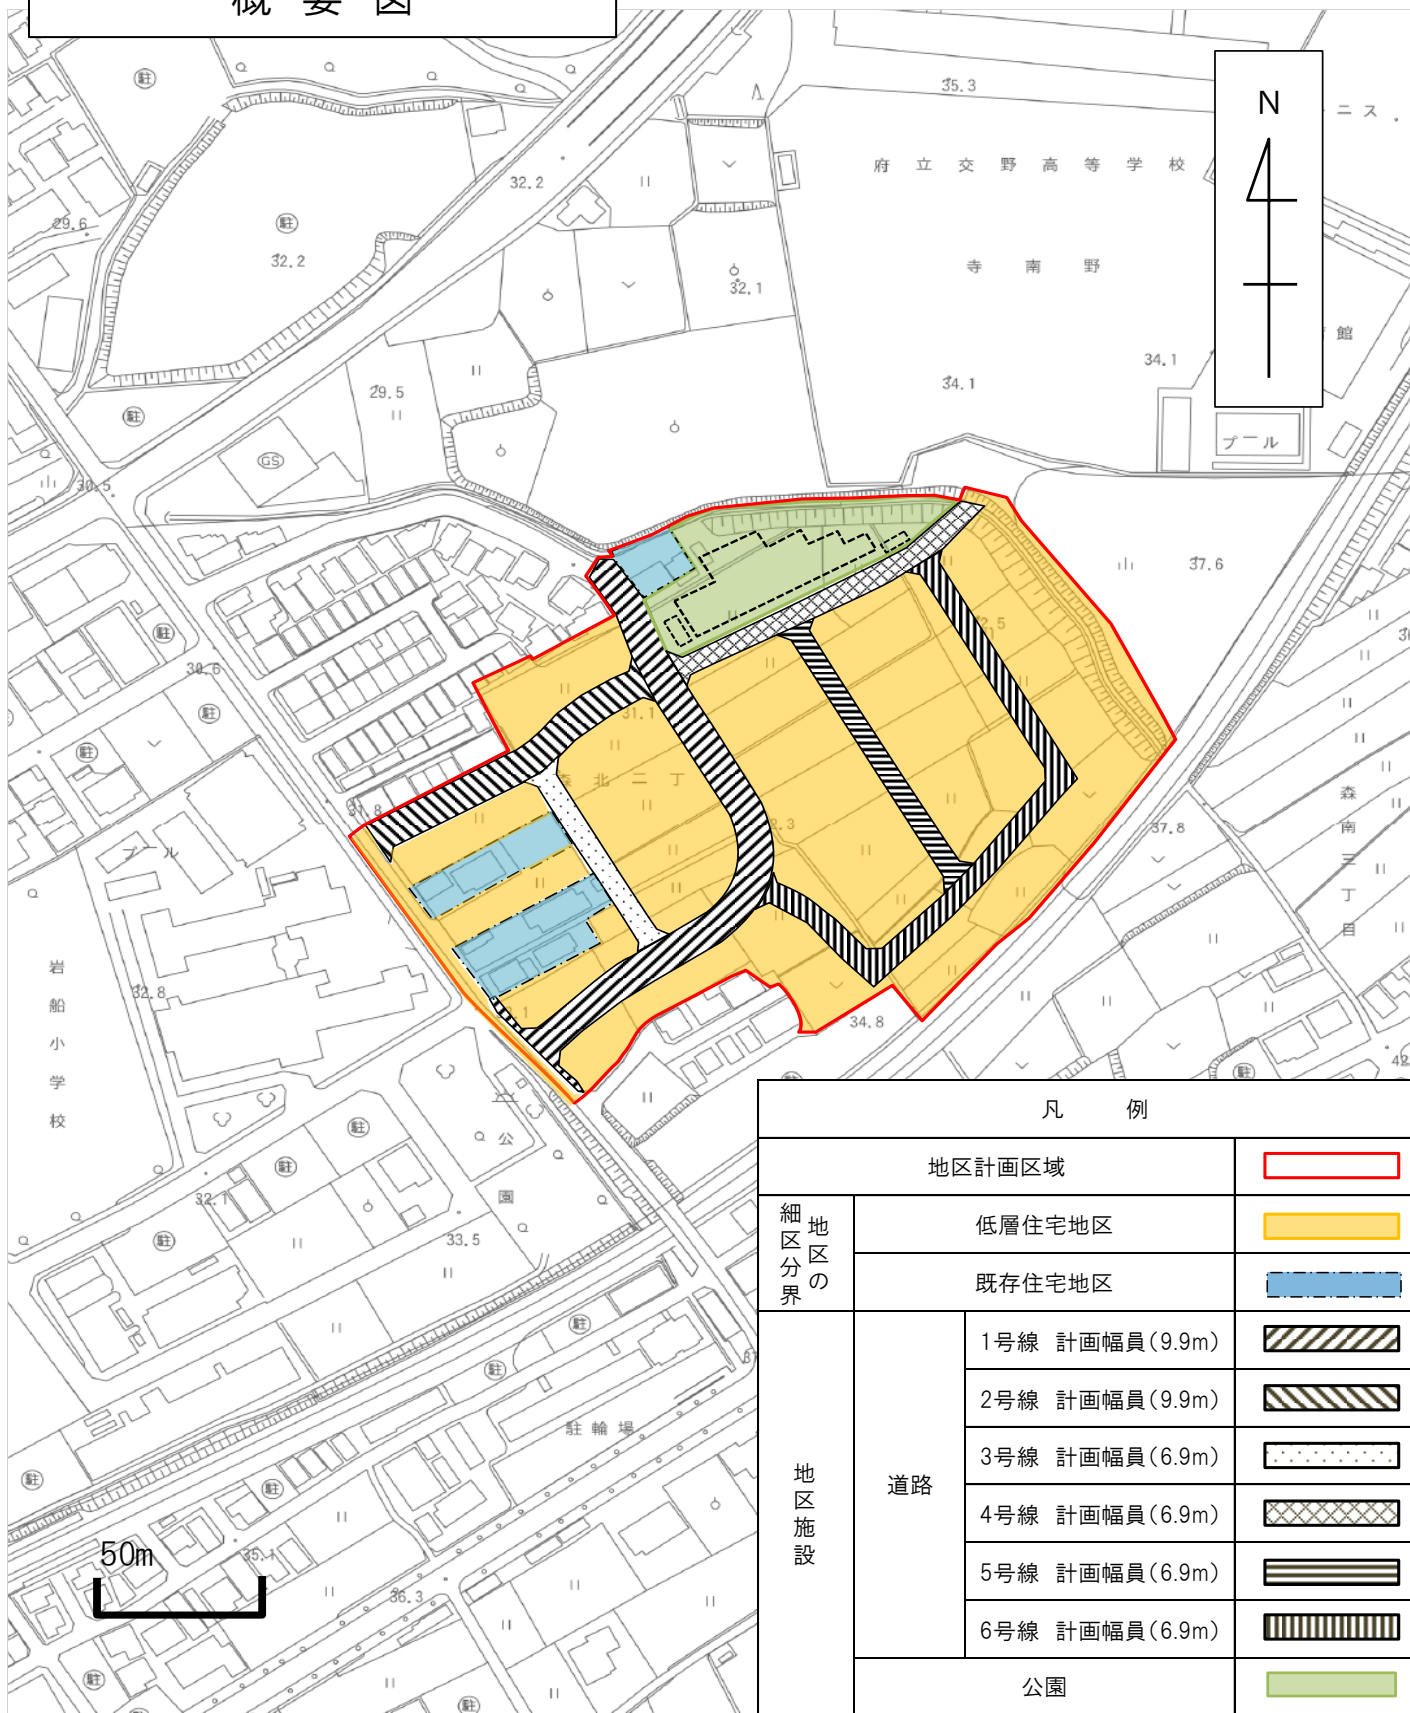 概要図
N
35.3
ニス
府立交野高等学校
32.2
29.6
32.2
寺南野
32.1
館
34.1
34.1
29.5
プール
GS
30.5
37.6
30.6
31.1
森北二丁
31.8
プール
37.8
森南三丁目
岩船小学校
32.8
34.8
公園
32.1
33.5
駐輪場
35.1
36.3
50m
凡例
地区計画区域
地区の細区分界
低層住宅地区
既存住宅地区
地区施設
道路
1号線 計画幅員(9.9m)
2号線 計画幅員(9.9m)
3号線 計画幅員(6.9m)
4号線 計画幅員(6.9m)
5号線 計画幅員(6.9m)
6号線 計画幅員(6.9m)
公園